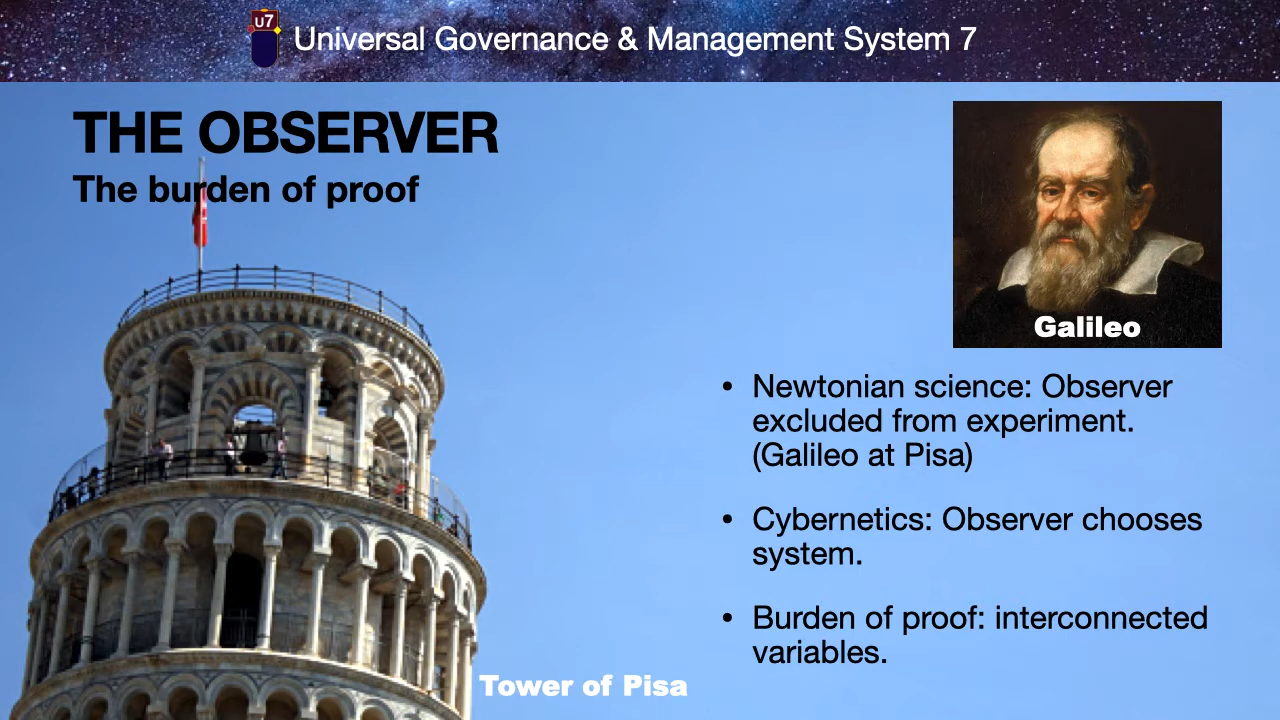 U7
Universal Governance & Management System 7
THE OBSERVER
The burden of proof
Galileo
• Newtonian science: Observer
excluded from experiment.
(Galileo at Pisa)
• Cybernetics: Observer chooses
system.
• Burden of proof: interconnected
variables.
Tower of Pisa